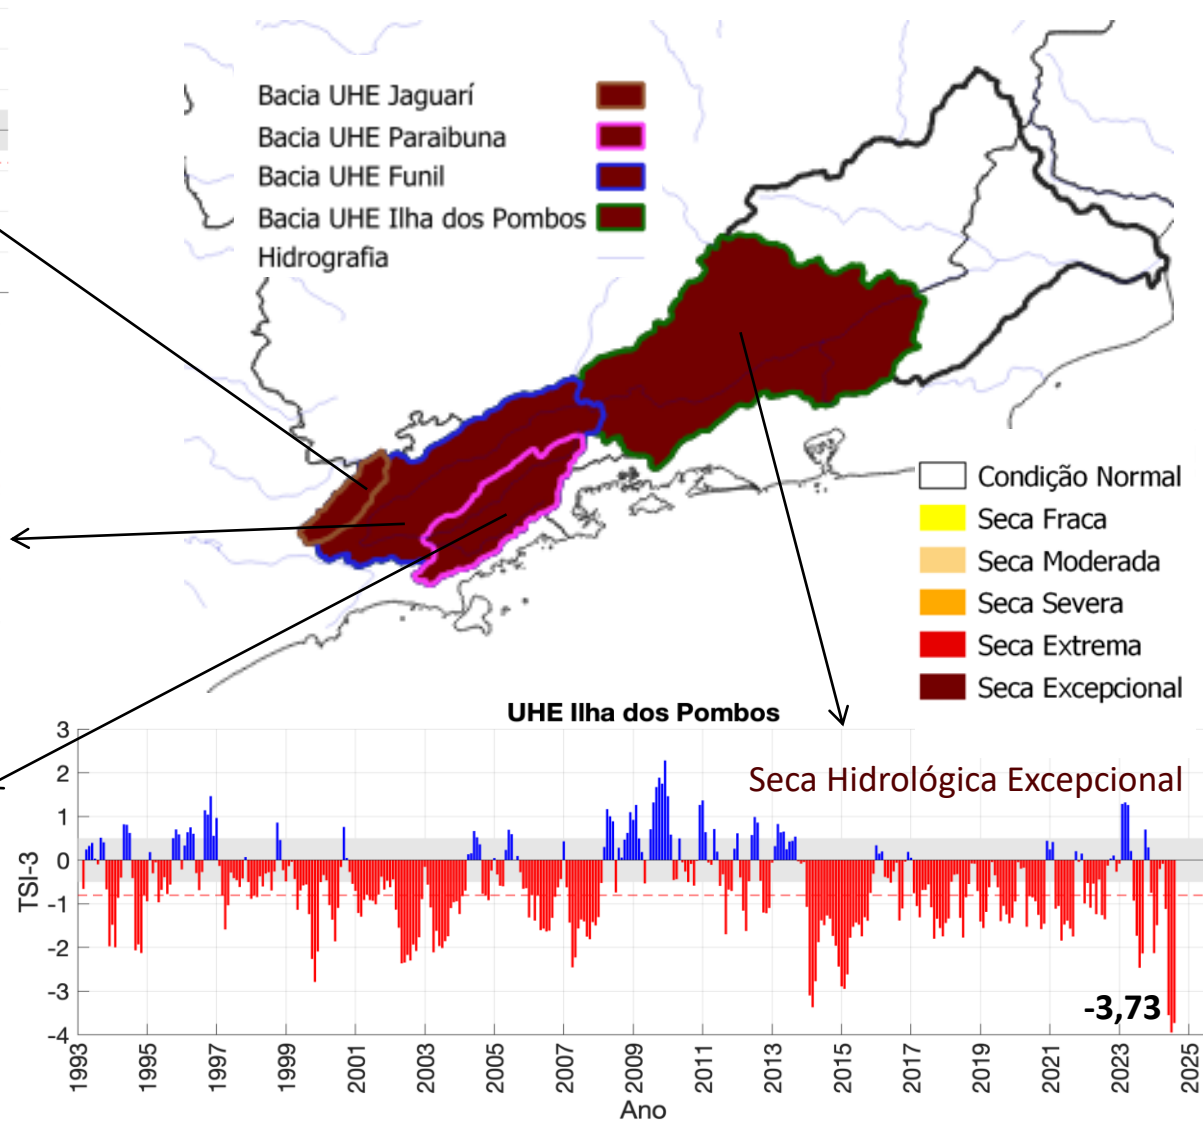 Bacia UHE Jaguarí
Bacia UHE Paraibuna
Bacia UHE Funil
Bacia UHE Ilha dos Pombos
Hidrografia
Condição Normal
Seca Fraca
Seca Moderada
Seca Severa
Seca Extrema
Seca Excepcional
UHE Ilha dos Pombos
Seca Hidrológica Excepcional
TSI-3
3
2
1
0
-1
-2
-3
-4
-3,73
1993 1995 1997 1999 2001 2003 2005 2007 2009 2011 2013 2015 2017 2019 2021 2023 2025
Ano